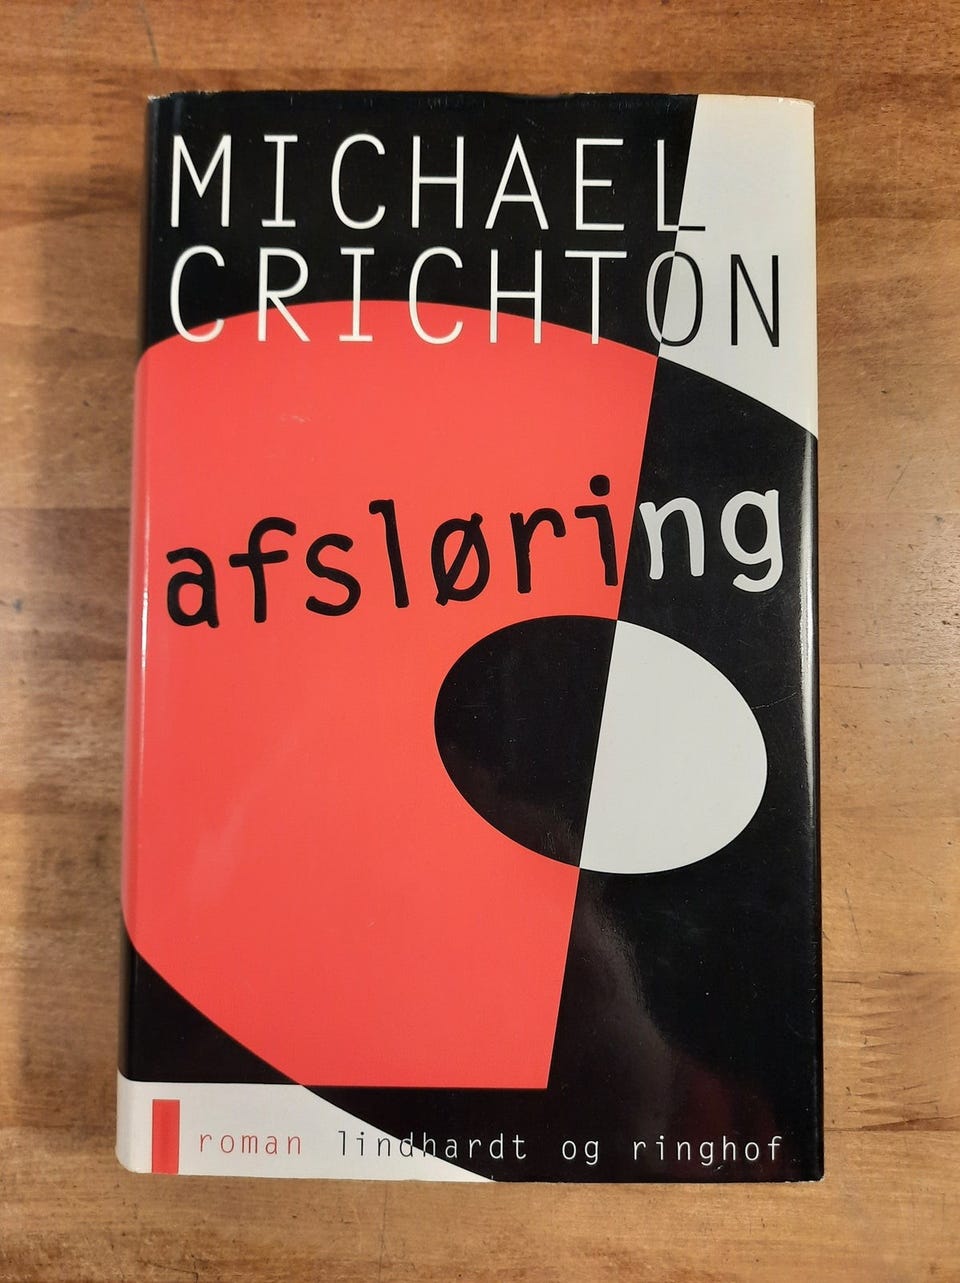 MICHAEL
CRICHTON
afsløring
roman lindhardt og ringhof